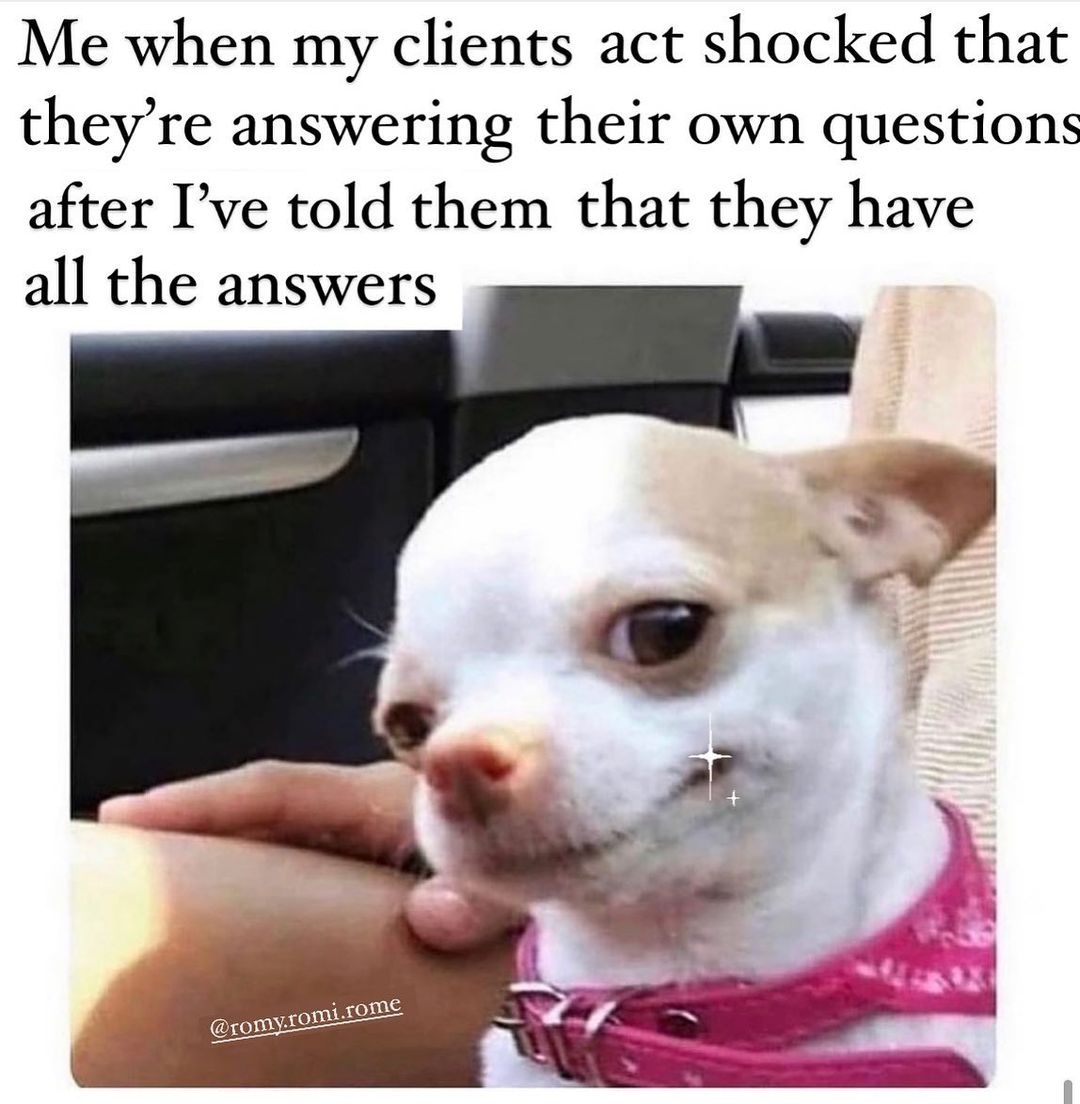 Me when my clients act shocked that
they’re answering their own questions
after I’ve told them that they have
all the answers
@romy.romi.rome